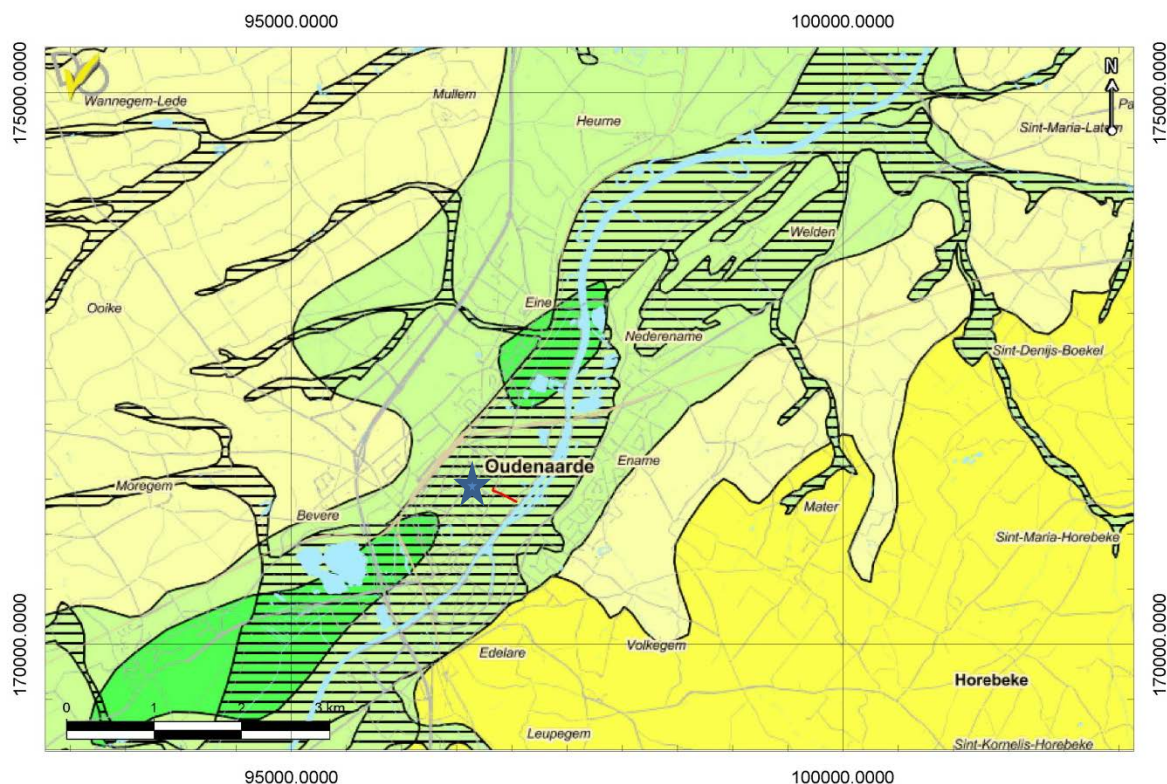 95000.0000 100000.0000
175000.0000
175000.0000
N
Wannegem-Lede
Mullem
Heurne
Pa
Sint-Maria-Latem
Welden
Ooike
Eine
Nederename
Sint-Denijs-Boekel
Oudenaarde
Ename
Moregem
Bevere
Mater
Sint-Maria-Horebeke
170000.0000
170000.0000
Volkegem
Edelare
Horebeke
0 1 2 3 km
Leupegem
Sint-Kornelis-Horebeke
95000.0000 100000.0000